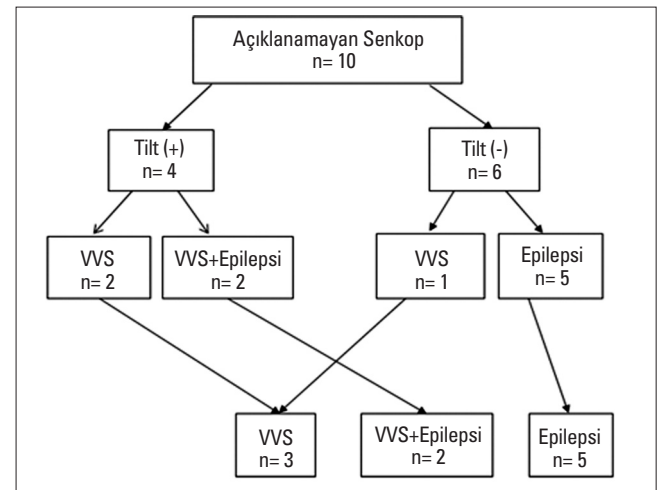 Açıklanamayan Senkop
n= 10
Tilt (+)
n= 4
Tilt (-)
n= 6
VVS
n= 2
VVS+Epilepsi
n= 2
VVS
n= 1
Epilepsi
n= 5
VVS
n= 3
VVS+Epilepsi
n= 2
Epilepsi
n= 5